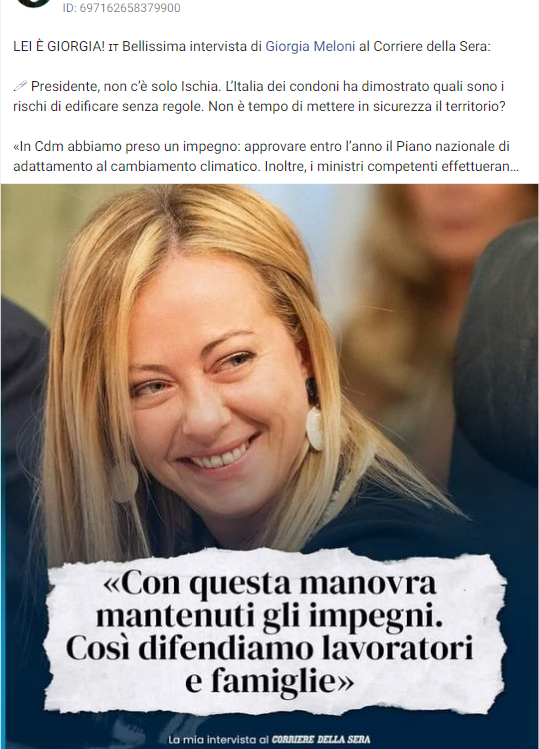 ID: 697162658379900
LEI È GIORGIA! IT Bellissima intervista di Giorgia Meloni al Corriere della Sera:
🖊 Presidente, non c’è solo Ischia. L’Italia dei condoni ha dimostrato quali sono i
rischi di edificare senza regole. Non è tempo di mettere in sicurezza il territorio?
«In Cdm abbiamo preso un impegno: approvare entro l’anno il Piano nazionale di
adattamento al cambiamento climatico. Inoltre, i ministri competenti effettueran...
«Con questa manovra
mantenuti gli impegni.
Così difendiamo lavoratori
e famiglie»
La mia intervista al CORRIERE DELLA SERA